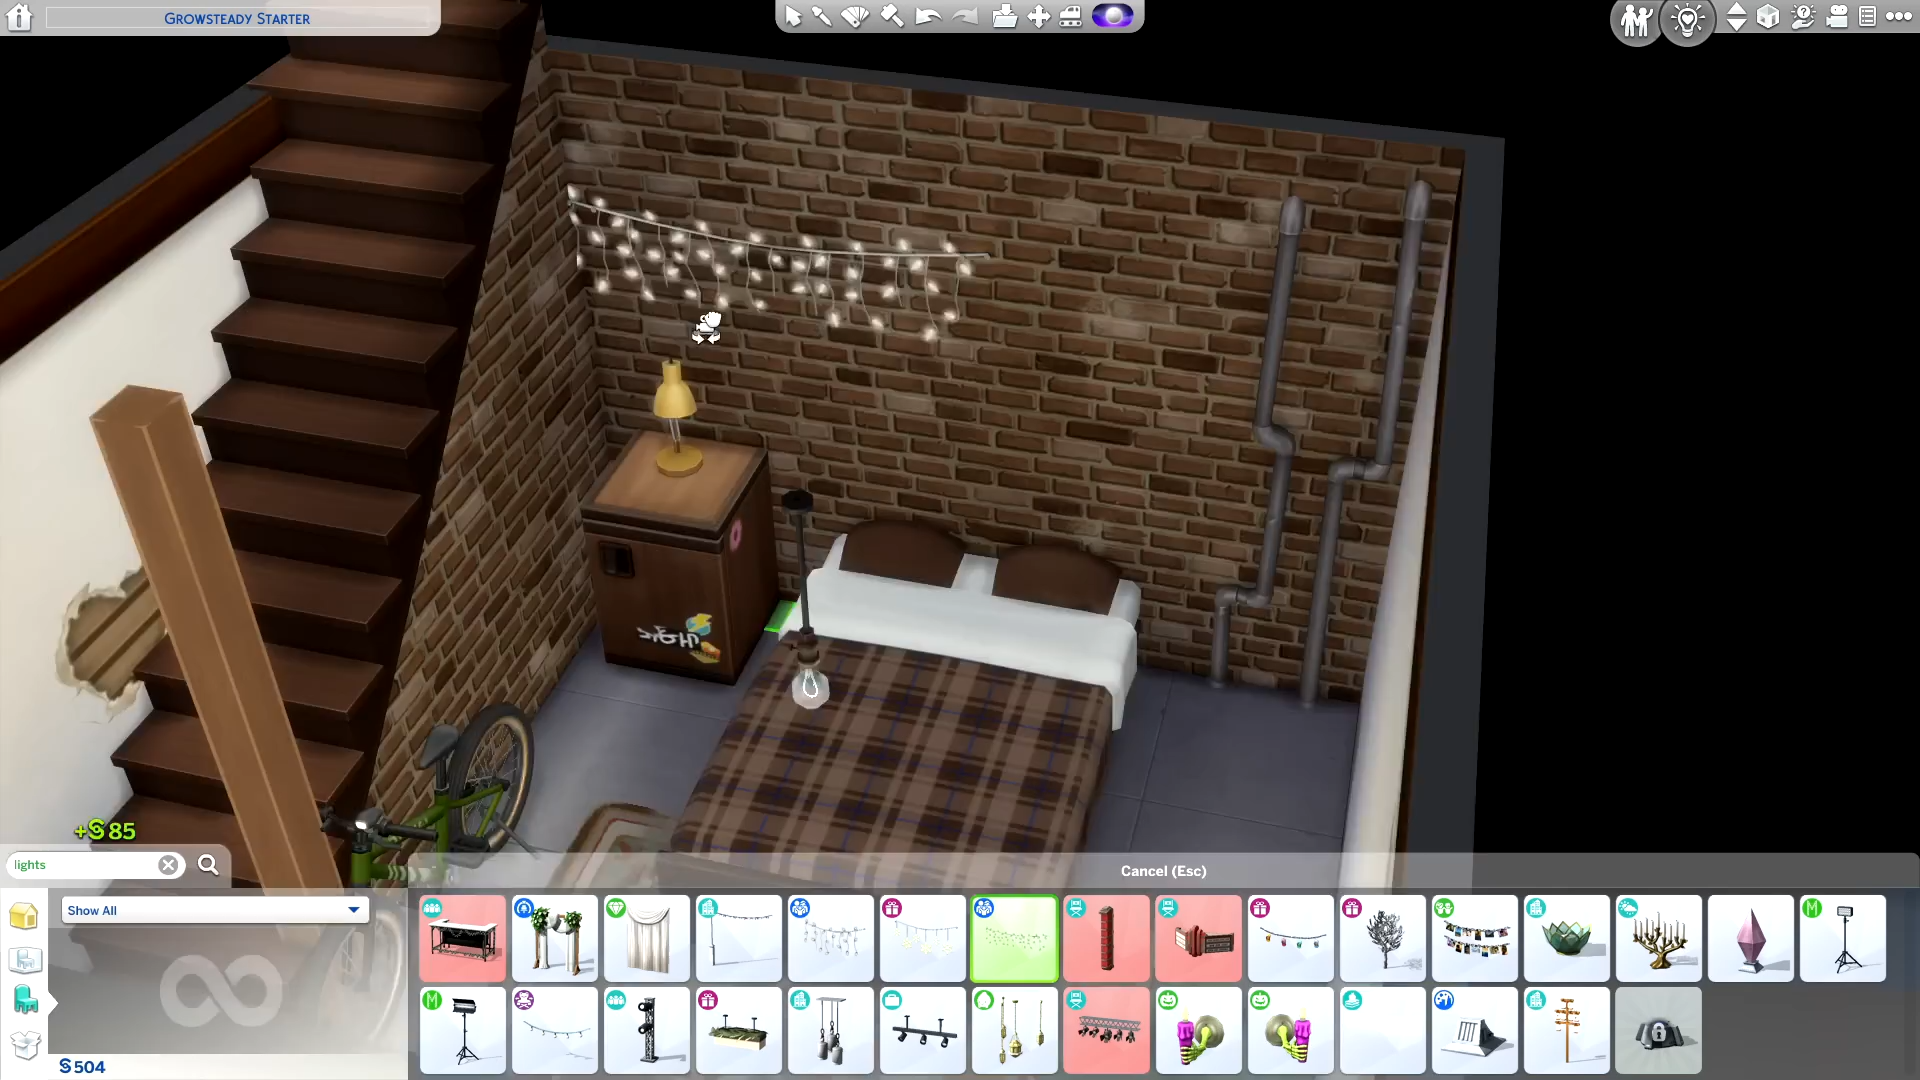 Growsteady Starter
+§85
lights
Cancel (Esc)
Show All
§504